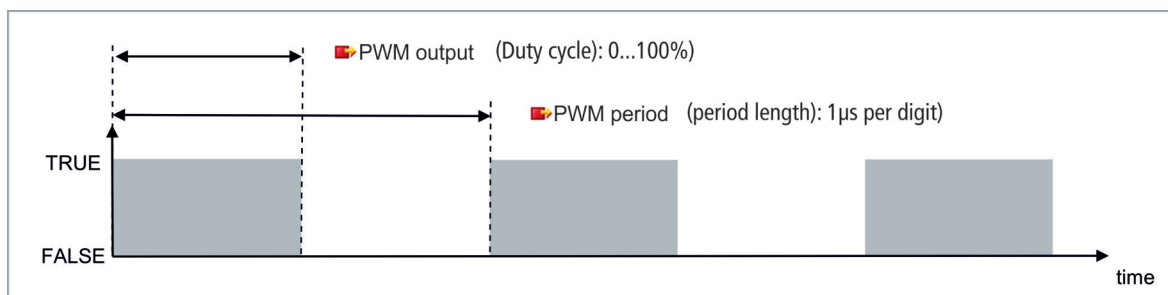 PWM output (Duty cycle): 0...100%)
PWM period (period length): 1µs per digit)
TRUE
FALSE
time